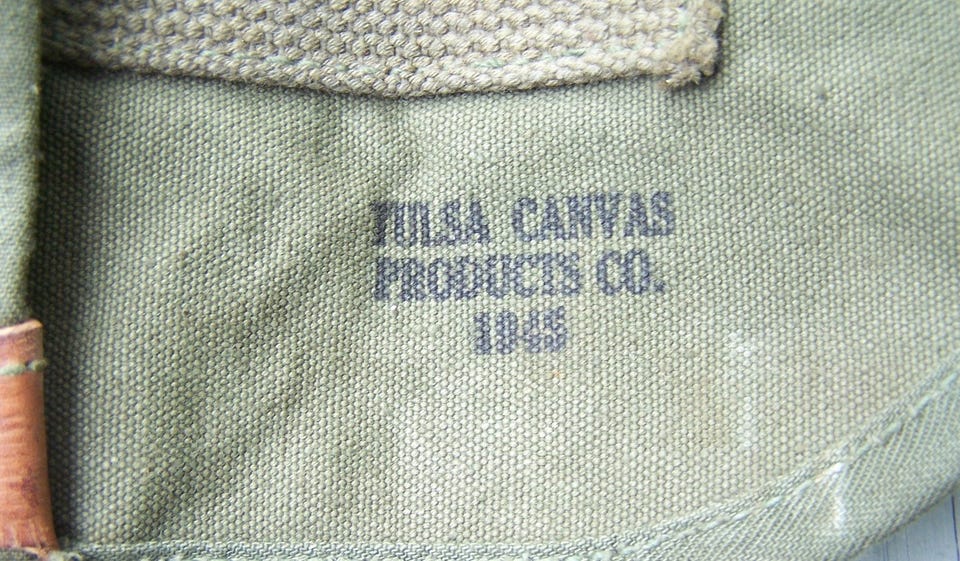 TULSA CANVAS
PRODUCTS CO.
1945